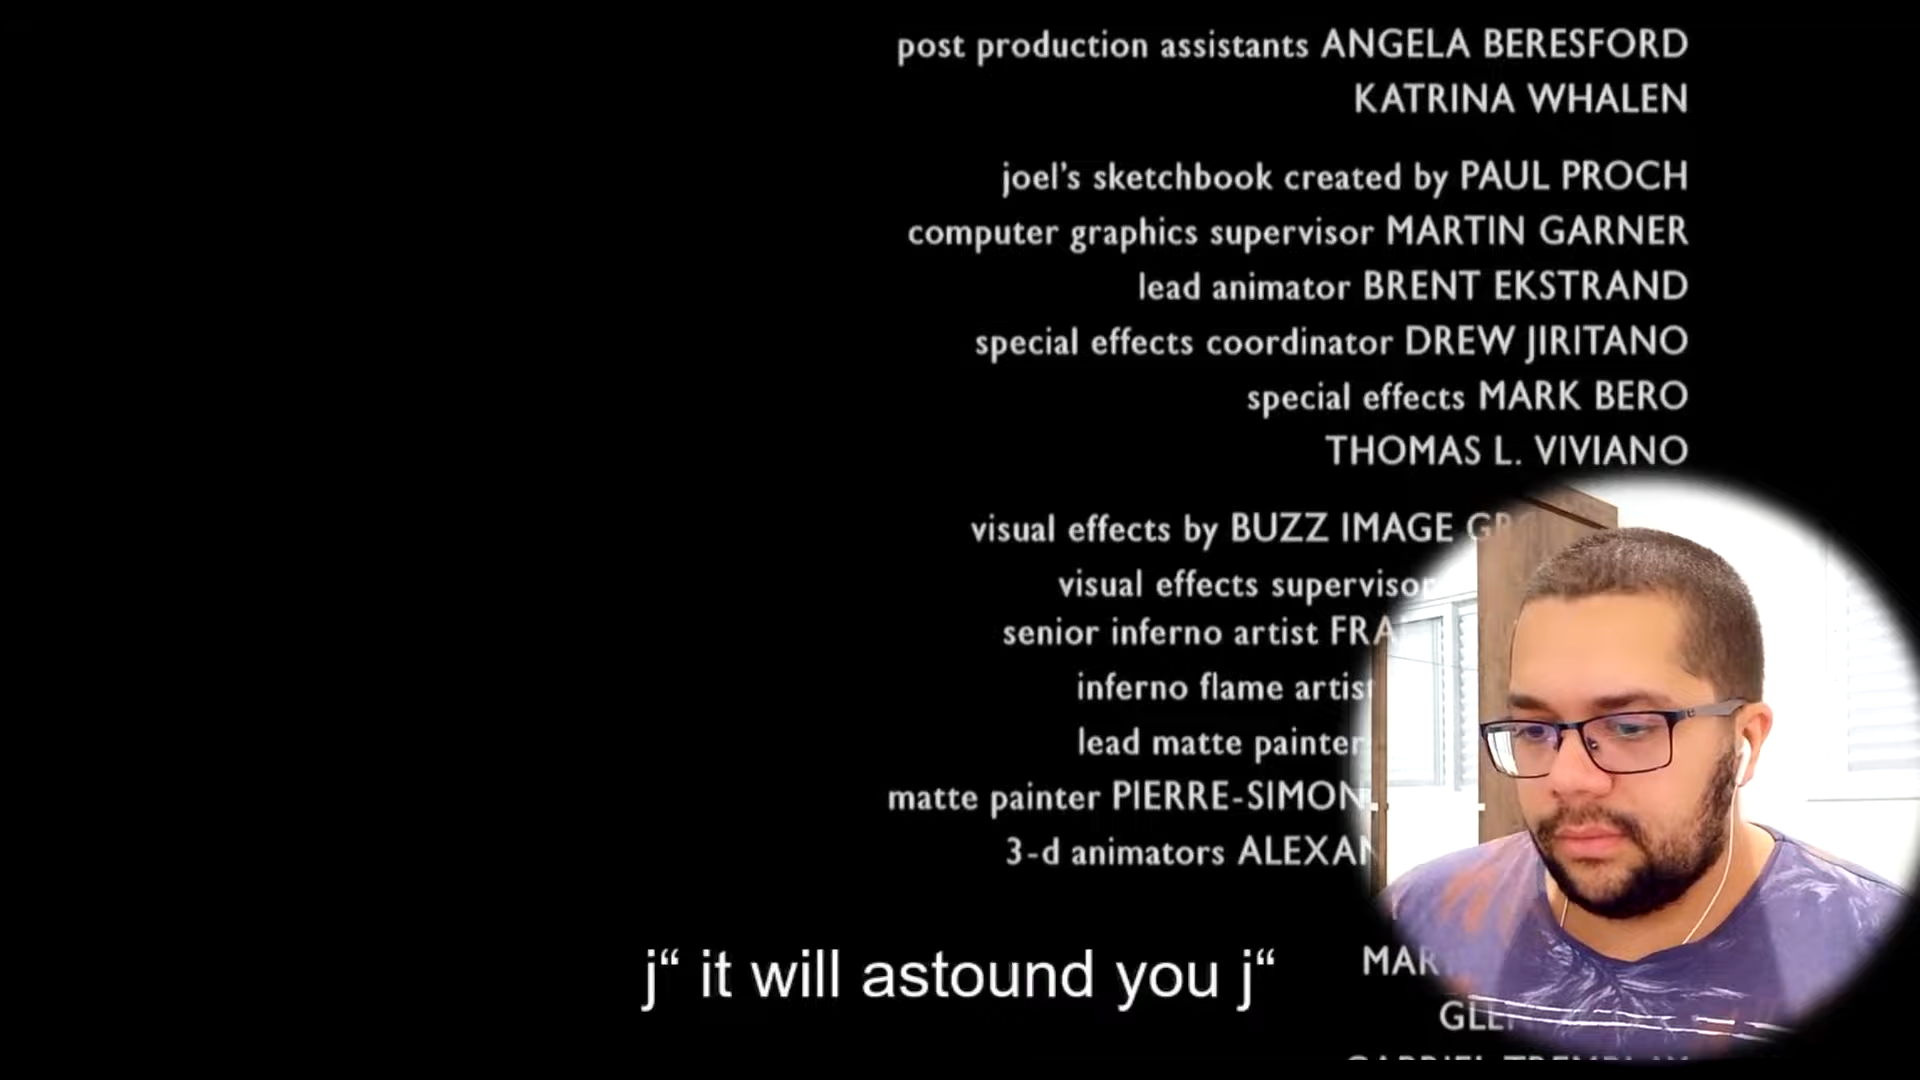 post production assistants ANGELA BERESFORD
KATRINA WHALEN
joel's sketchbook created by PAUL PROCH
computer graphics supervisor MARTIN GARNER
lead animator BRENT EKSTRAND
special effects coordinator DREW JIRITANO
special effects MARK BERO
THOMAS L. VIVIANO
visual effects by BUZZ IMAGE
visual effects supervisor
senior inferno artist
inferno flame artist
lead matte painter
matte painter PIERRE-SIMON
3-d animators
j“ it will astound you j“